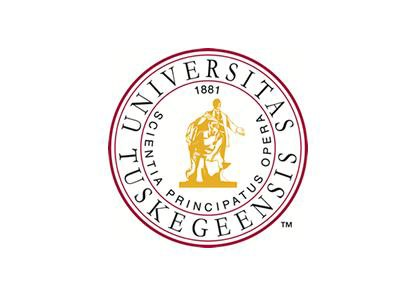 UNIVERSITAS
TUSKEGEENSIS
1881
SCIENTIA PRINCIPATUS OPERA
TM